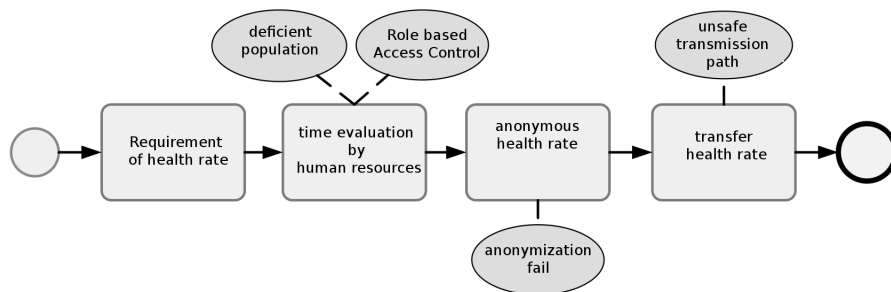 deficient
population
Role based
Access Control
unsafe
transmission
path
Requirement
of health rate
time evaluation
by
human resources
anonymous
health rate
transfer
health rate
anonymization
fail